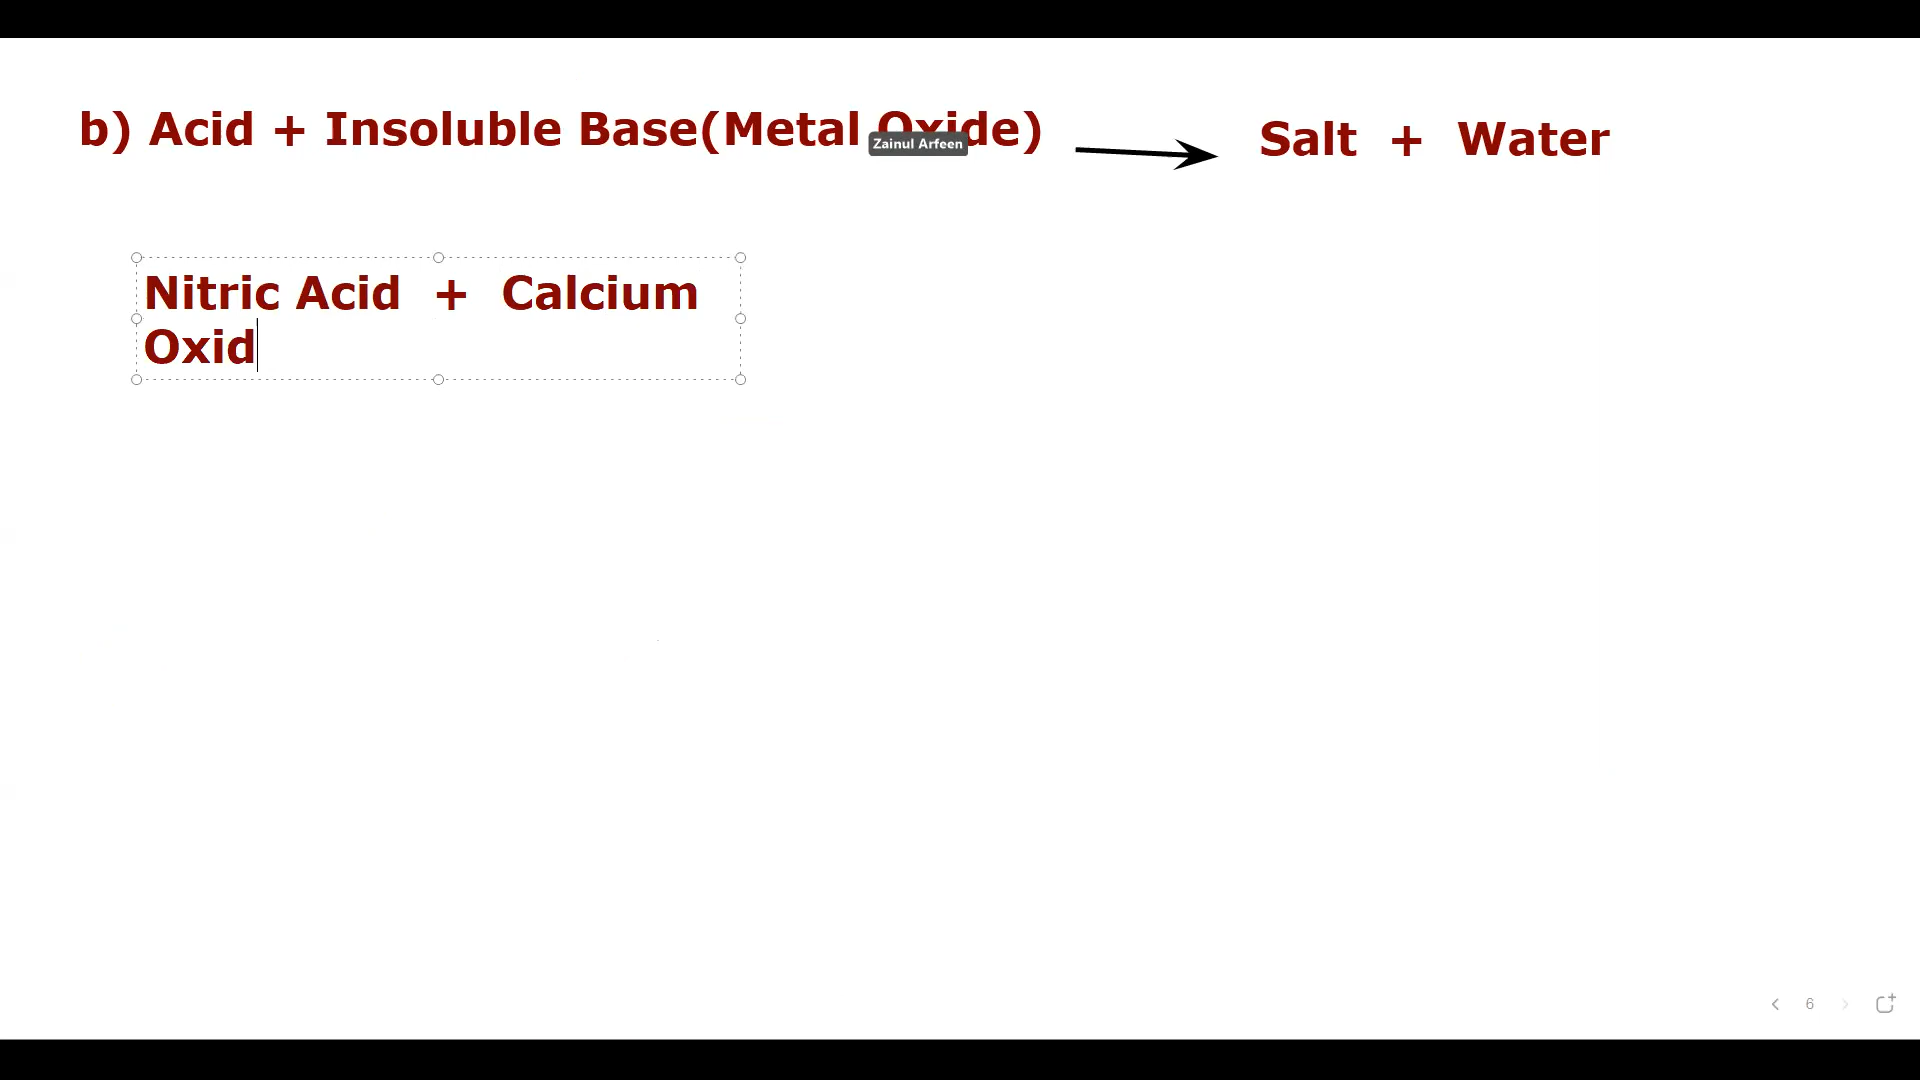 b) Acid + Insoluble Base(Metal Oxide) Salt + Water
Zainul Arfeen
Nitric Acid + Calcium
Oxid
6